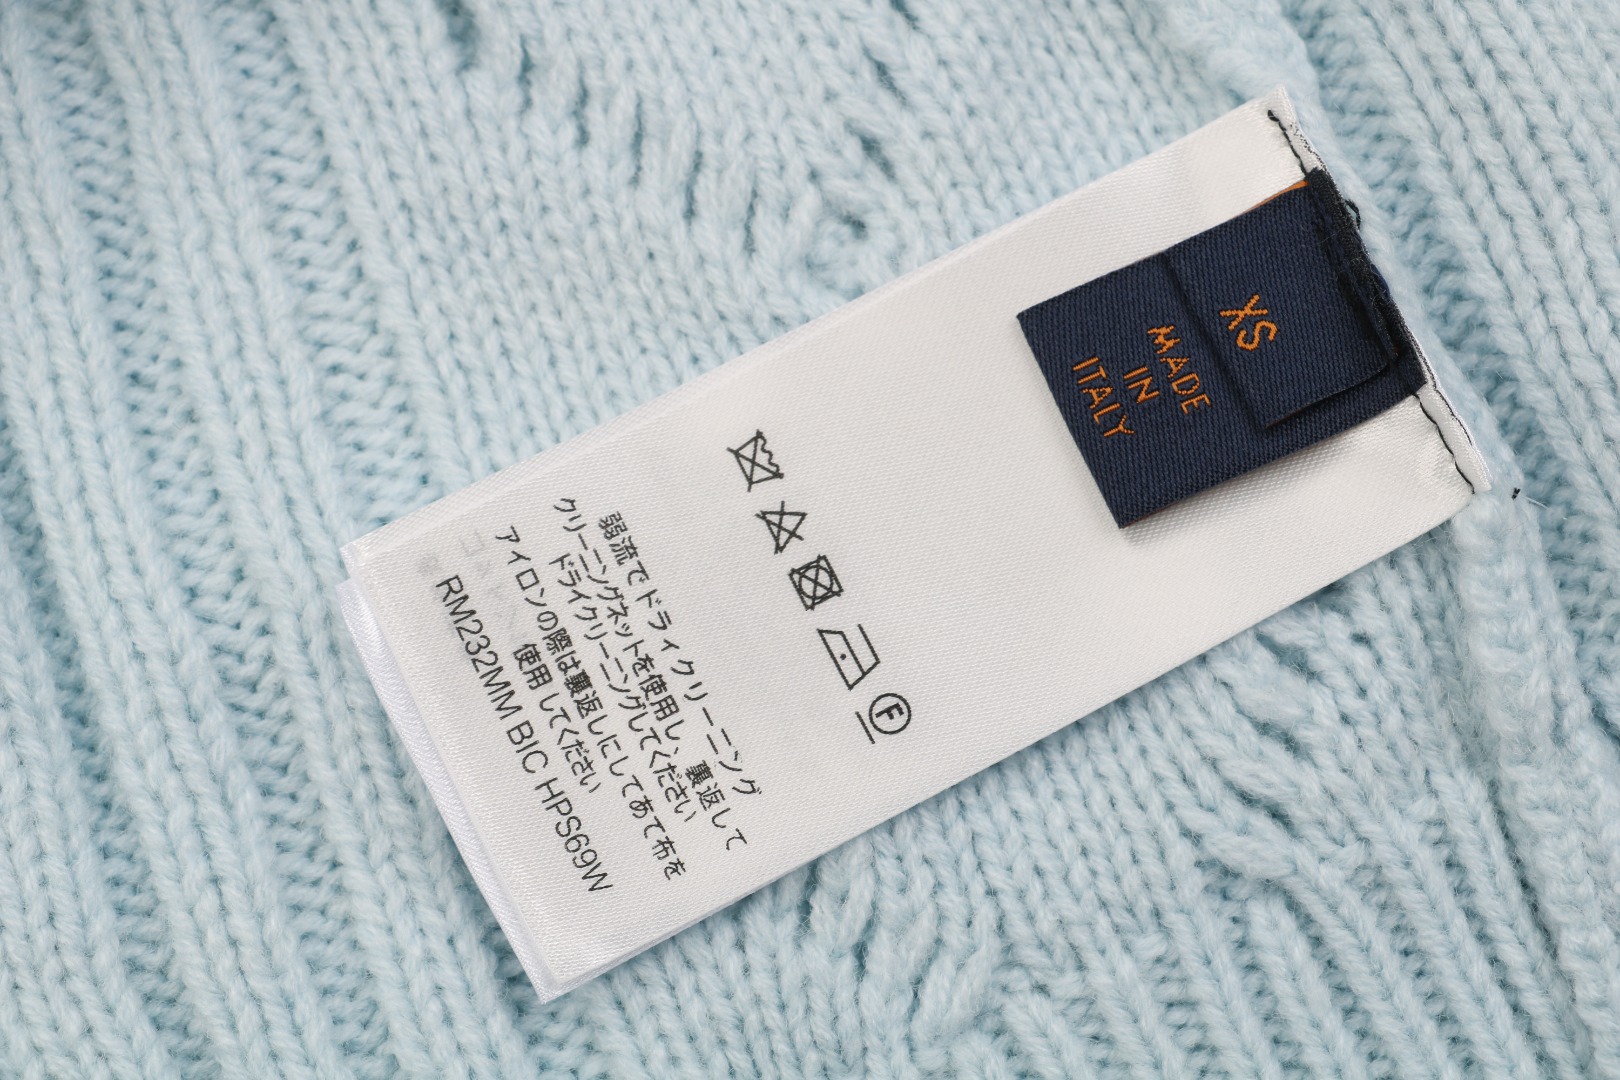 XS
MADE
IN
ITALY
F
弱流でドライクリーニング
クリーニングネットを使用し、裏返して
ドライクリーニングしてください
アイロンの際は裏返しにしてあて布を
使用してください
RM232MM BIC HPS69W